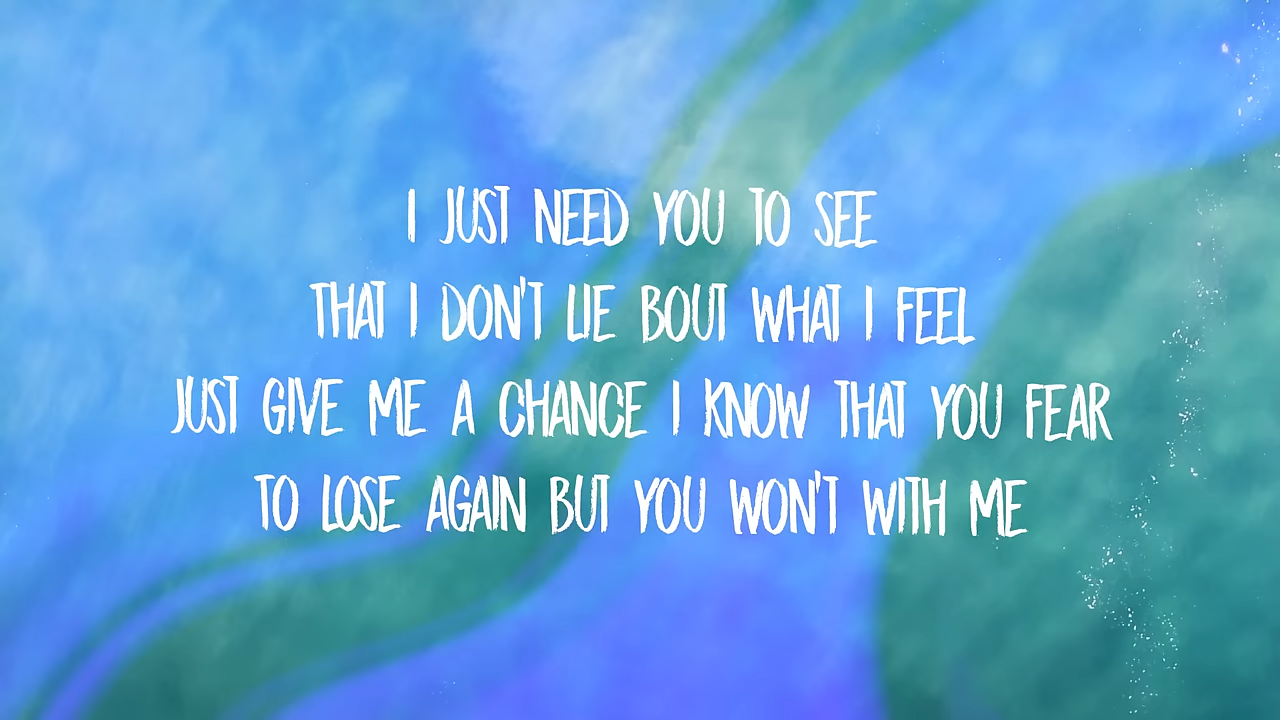 I JUST NEED YOU TO SEE
THAT I DON'T LIE BOUT WHAT I FEEL
JUST GIVE ME A CHANCE I KNOW THAT YOU FEAR
TO LOSE AGAIN BUT YOU WON'T WITH ME